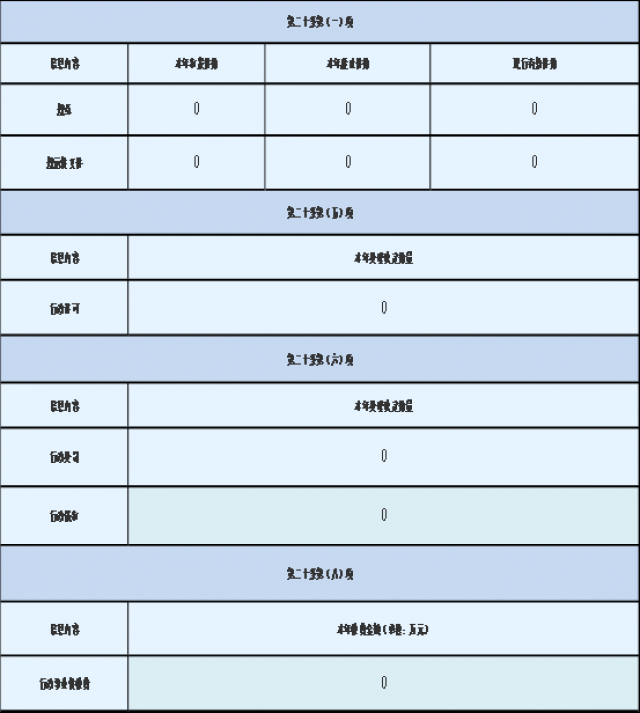 第二十条第（一）项
信息内容
本年制发件数
本年废止件数
现行有效件数
规章
0
0
0
规范性文件
0
0
0
第二十条第（五）项
信息内容
本年处理决定数量
行政许可
0
第二十条第（六）项
信息内容
本年处理决定数量
行政处罚
0
行政强制
0
第二十条第（八）项
信息内容
本年收费金额（单位：万元）
行政事业性收费
0